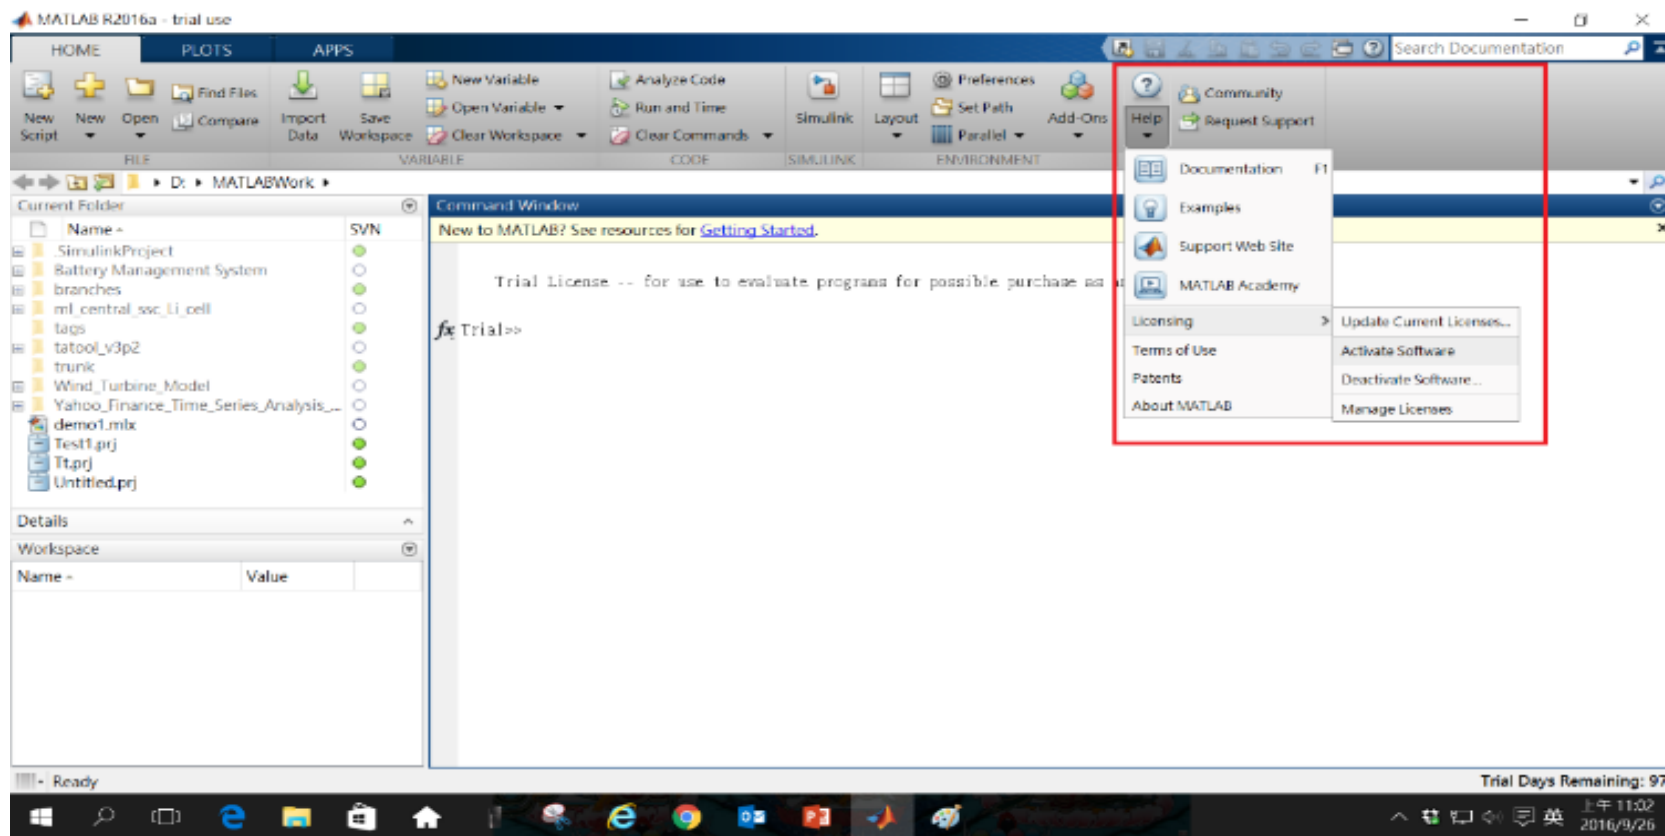 MATLAB R2016a - trial use
HOME PLOTS APPS
Search Documentation
New Script
New
Open
Find Files
Compare
Import Data
Save Workspace
New Variable
Open Variable
Clear Workspace
Analyze Code
Run and Time
Clear Commands
Simulink
Layout
Preferences
Set Path
Parallel
Add-Ons
Help
Community
Request Support
FILE VARIABLE CODE SIMULINK ENVIRONMENT
D: MATLABWork
Documentation F1
Examples
Support Web Site
MATLAB Academy
Licensing
Terms of Use
Patents
About MATLAB
Update Current Licenses...
Activate Software
Deactivate Software...
Manage Licenses
Current Folder
Name SVN
.SimulinkProject
Battery Management System
branches
ml_central_ssc_Li_cell
tags
tatool_v3p2
trunk
Wind_Turbine_Model
Yahoo_Finance_Time_Series_Analysis_...
demo1.mlx
Test1.prj
Tt.prj
Untitled.prj
Details
Workspace
Name Value
Command Window
New to MATLAB? See resources for Getting Started.
Trial License -- for use to evaluate programs for possible purchase as
fx Trial>>
Ready
Trial Days Remaining: 97
英
上午 11:02
2016/9/26